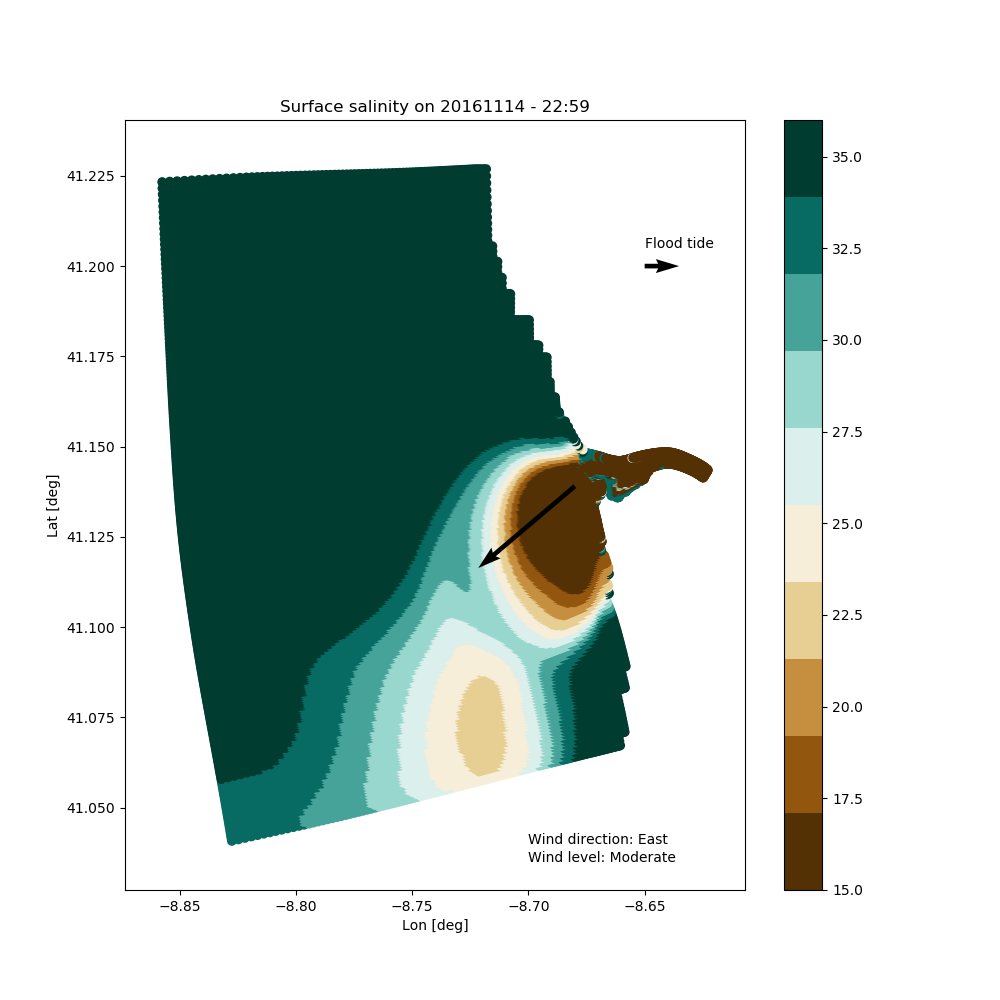 Surface salinity on 20161114 - 22:59
41.225
41.200
41.175
41.150
41.125
41.100
41.075
41.050
Lat [deg]
Flood tide
Wind direction: East
Wind level: Moderate
−8.85 −8.80 −8.75 −8.70 −8.65
Lon [deg]
35.0
32.5
30.0
27.5
25.0
22.5
20.0
17.5
15.0